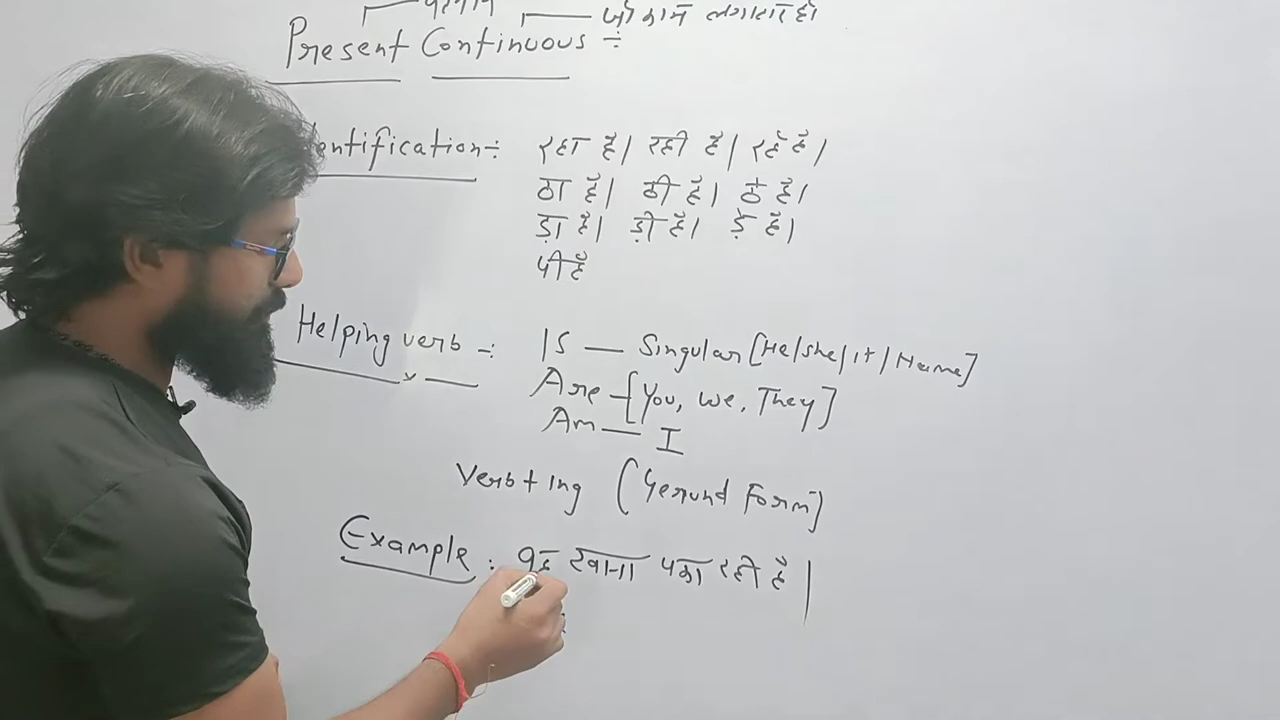 जो काम लगातार हो
Present Continuous ÷
entification ÷ रहा है। रही है। रहे है।
ठा है। ठी है। ठे है।
ड़ा है। ड़ी है। ड़े है।
पी है
Helping verb -: IS — Singular [He/She/it/Name]
Are -[You, We, They]
Am — I
Verb + ing (Gerund Form)
Example : वह खाना पका रही है।